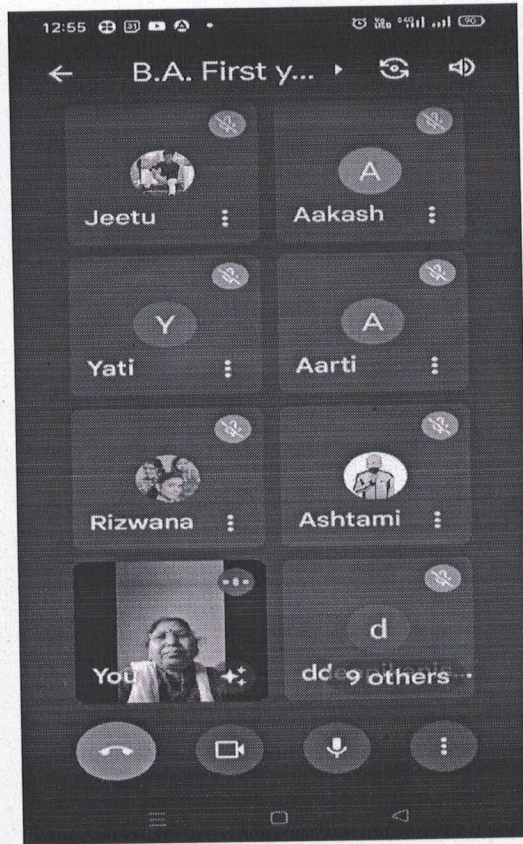 12:55
B.A. First y...
Jeetu
Aakash
A
Yati
Y
Aarti
A
Rizwana
Ashtami
You
d
9 others